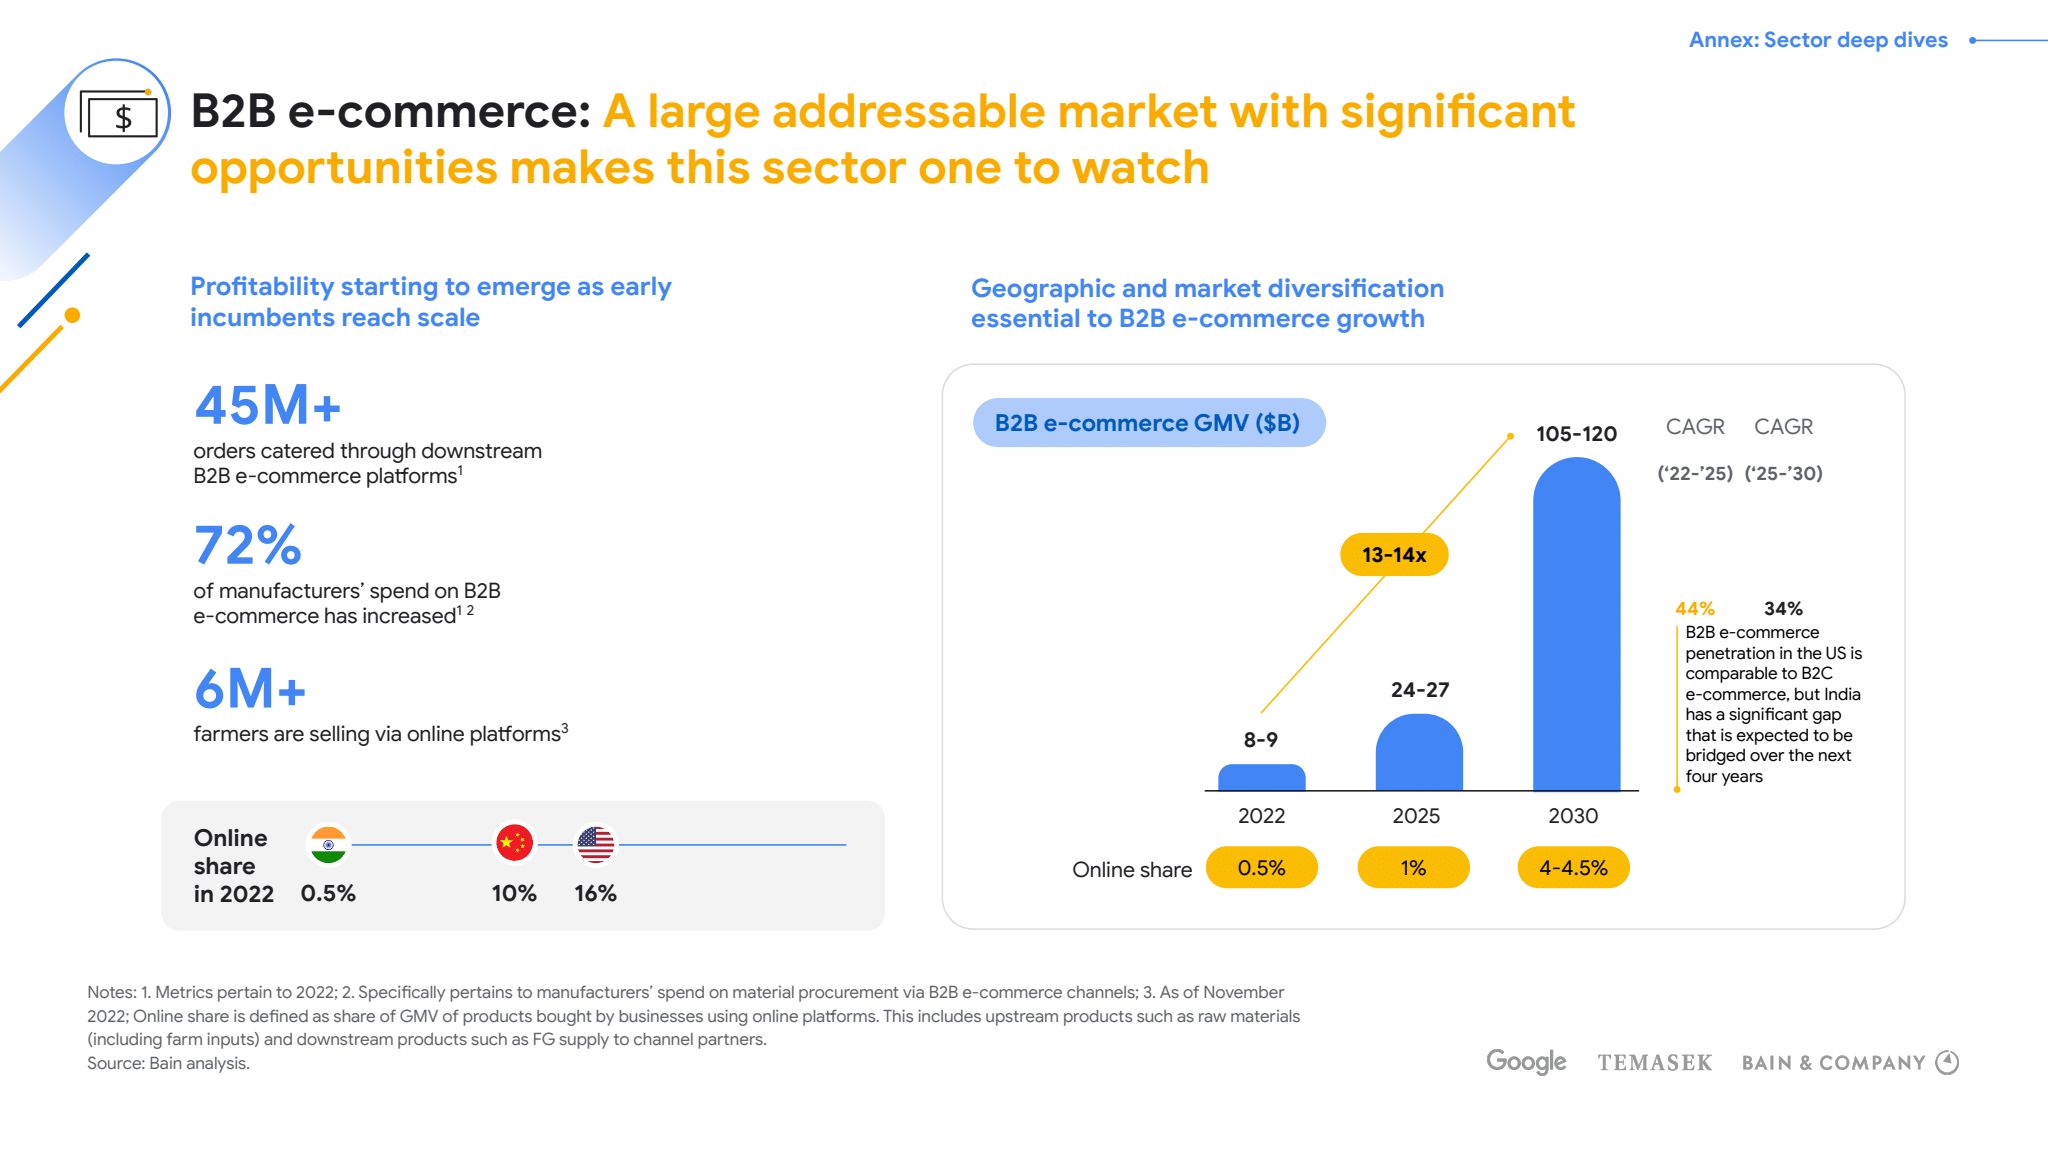 Annex: Sector deep dives
$
B2B e-commerce: A large addressable market with significant
opportunities makes this sector one to watch
Profitability starting to emerge as early
incumbents reach scale
45M+
orders catered through downstream
B2B e-commerce platforms¹
72%
of manufacturers’ spend on B2B
e-commerce has increased¹ ²
6M+
farmers are selling via online platforms³
Online
share
in 2022
0.5%
10%
16%
Geographic and market diversification
essential to B2B e-commerce growth
B2B e-commerce GMV ($B)
105-120
CAGR CAGR
(‘22-’25) (‘25-’30)
13-14x
44% 34%
B2B e-commerce
penetration in the US is
comparable to B2C
e-commerce, but India
has a significant gap
that is expected to be
bridged over the next
four years
24-27
8-9
2022 2025 2030
Online share 0.5% 1% 4-4.5%
Notes: 1. Metrics pertain to 2022; 2. Specifically pertains to manufacturers’ spend on material procurement via B2B e-commerce channels; 3. As of November
2022; Online share is defined as share of GMV of products bought by businesses using online platforms. This includes upstream products such as raw materials
(including farm inputs) and downstream products such as FG supply to channel partners.
Source: Bain analysis.
Google TEMASEK BAIN & COMPANY